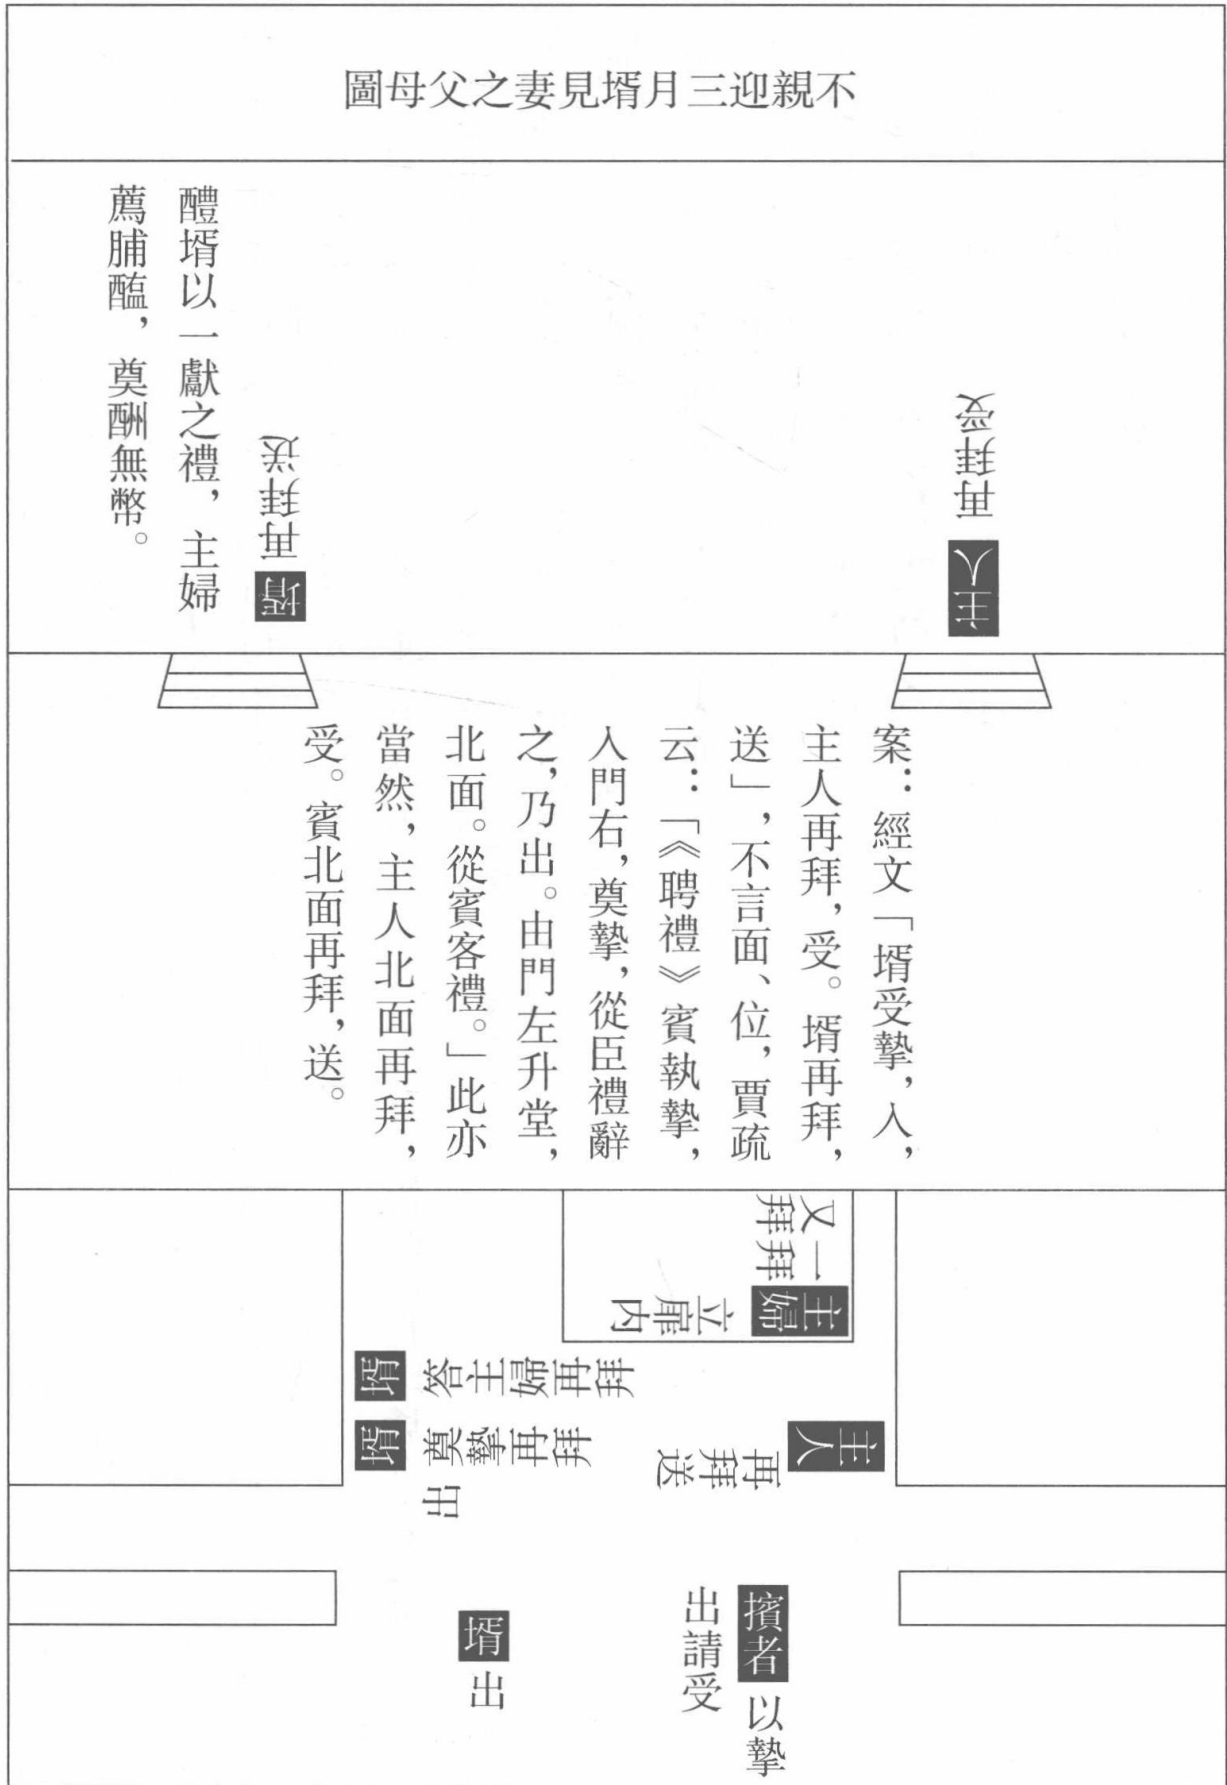 不親迎三月壻見妻之父母圖
主人 再拜受
壻 再拜送
醴壻以一獻之禮，主婦
薦脯醢，奠酬無幣。
案：經文「壻受摯，入，
主人再拜，受。壻再拜，
送」，不言面、位，賈疏
云：「《聘禮》賓執摯，
入門右，奠摯，從臣禮辭
之，乃出。由門左升堂，
北面。從賓客禮。」此亦
當然，主人北面再拜，
受。賓北面再拜，送。
主婦 一拜
又拜
立扉内
壻 答主婦再拜
主人 再拜送
壻 奠摯再拜
出
擯者 以摯
出請受
壻 出